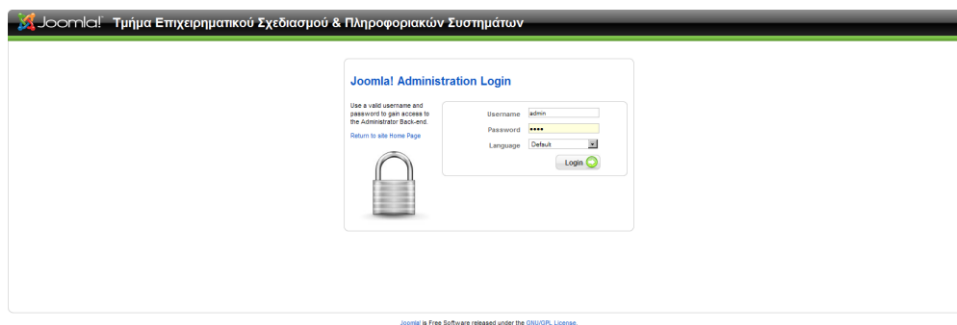 Joomla! Τμήμα Επιχειρηματικού Σχεδιασμού & Πληροφοριακών Συστημάτων
Joomla! Administration Login
Use a valid username and
password to gain access to
the Administrator Back-end.
Return to site Home Page
Username admin
Password ••••
Language Default
Login
Joomla! is Free Software released under the GNU/GPL License.